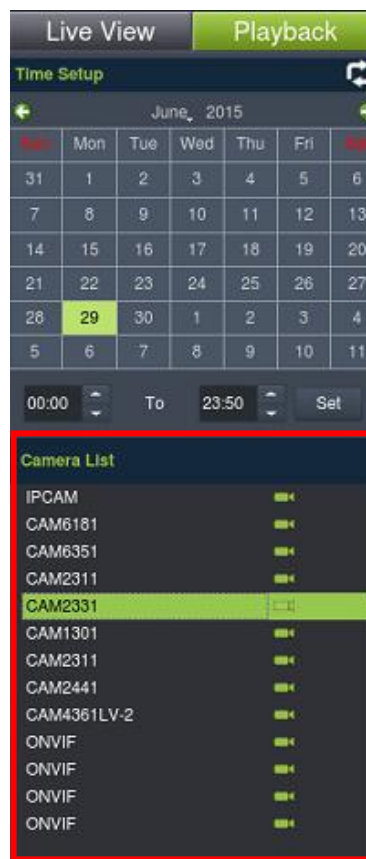 Live View Playback
Time Setup
June, 2015
Mon Tue Wed Thu Fri
31 1 2 3 4 5 6
7 8 9 10 11 12 13
14 15 16 17 18 19 20
21 22 23 24 25 26 27
28 29 30 1 2 3 4
5 6 7 8 9 10 11
00:00 To 23:50 Set
Camera List
IPCAM
CAM6181
CAM6351
CAM2311
CAM2331
CAM1301
CAM2311
CAM2441
CAM4361LV-2
ONVIF
ONVIF
ONVIF
ONVIF